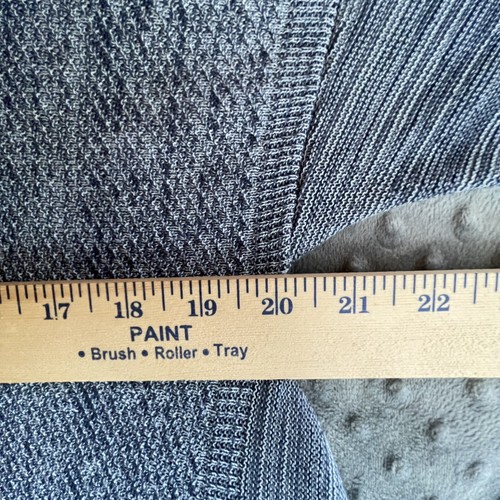 17 18 19 20 21 22
PAINT
• Brush • Roller • Tray